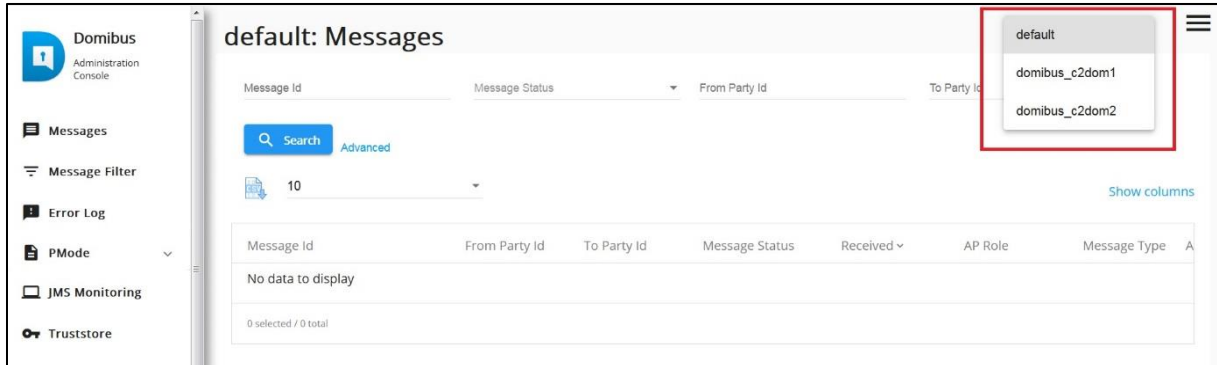 Domibus
Administration
Console
Messages
Message Filter
Error Log
PMode
JMS Monitoring
Truststore
default: Messages
default
domibus_c2dom1
domibus_c2dom2
Message Id
Message Status
From Party Id
To Party Id
Search
Advanced
10
Show columns
Message Id From Party Id To Party Id Message Status Received AP Role Message Type A
No data to display
0 selected / 0 total